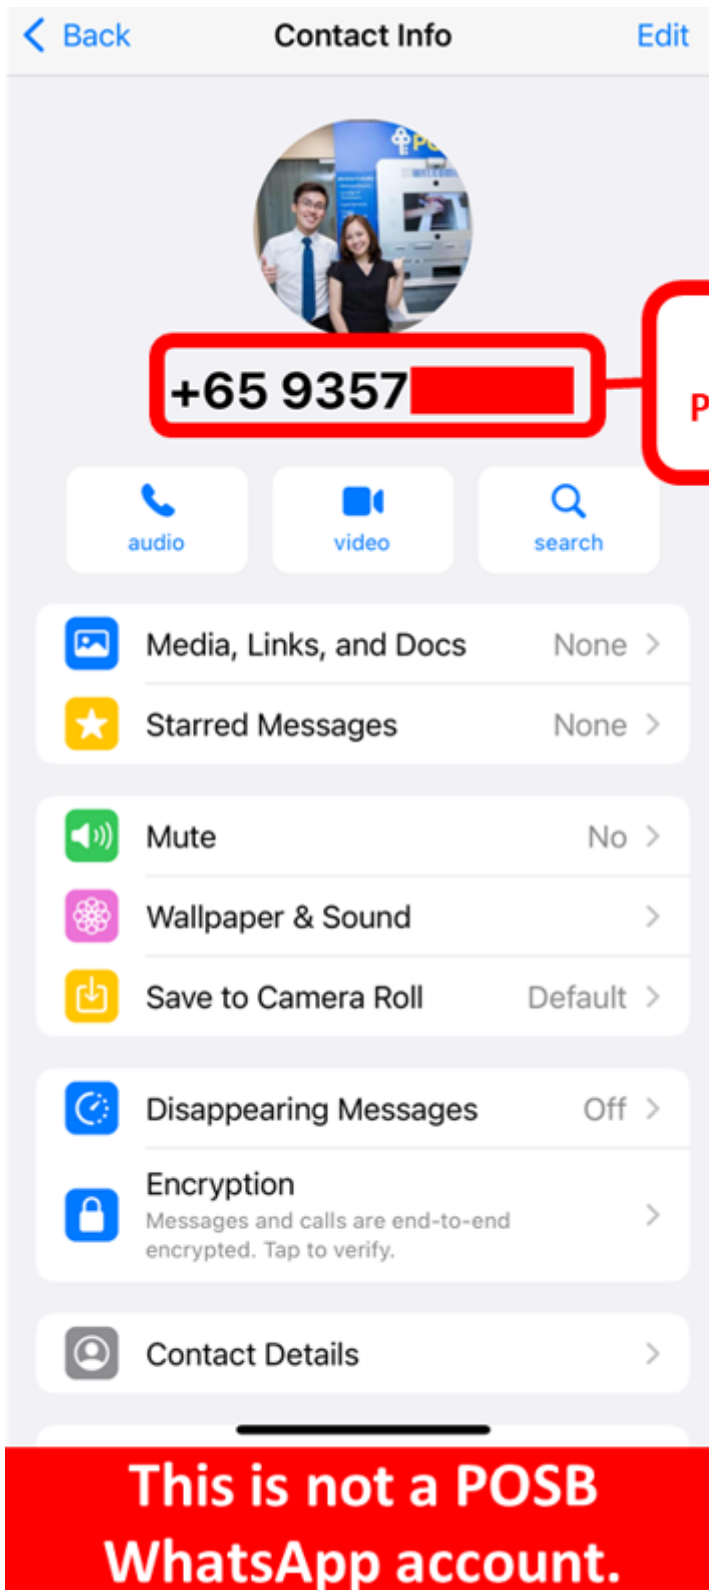 Back
Contact Info
Edit
+65 9357
P
audio
video
search
Media, Links, and Docs
None
Starred Messages
None
Mute
No
Wallpaper & Sound
Save to Camera Roll
Default
Disappearing Messages
Off
Encryption
Messages and calls are end-to-end
encrypted. Tap to verify.
Contact Details
This is not a POSB
WhatsApp account.